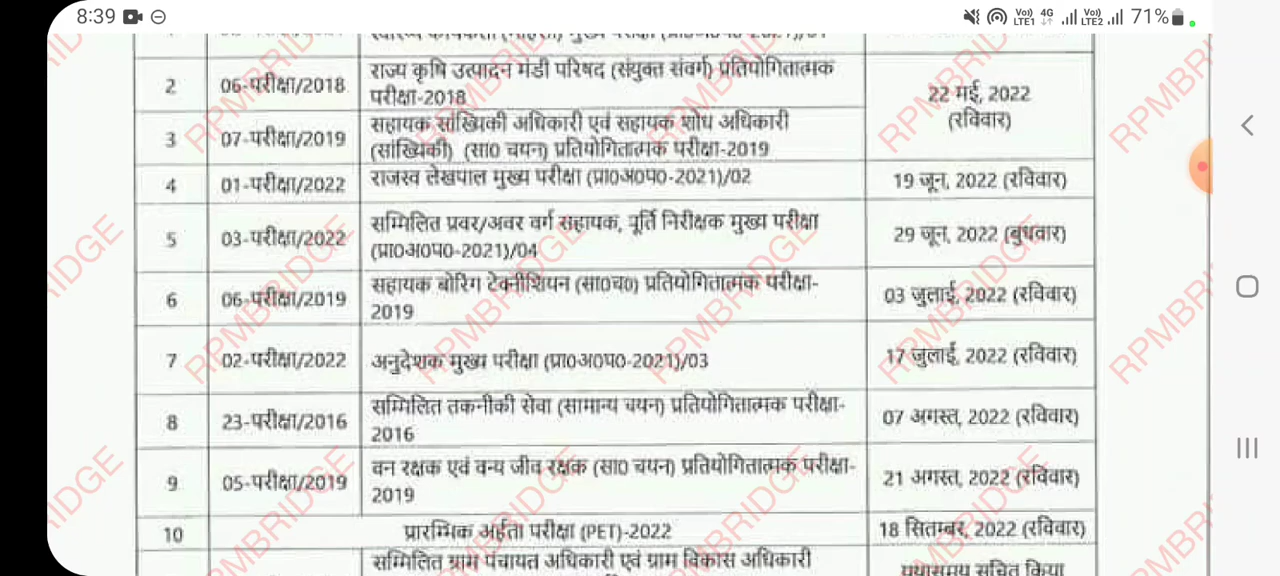 8:39
Vo)) LTE1 4G Vo)) LTE2 71%
2 06-परीक्षा/2018 राज्य कृषि उत्पादन मंडी परिषद (संयुक्त संवर्ग) प्रतियोगितात्मक
परीक्षा-2018
22 मई, 2022
(रविवार)
3 07-परीक्षा/2019 सहायक सांख्यिकी अधिकारी एवं सहायक शोध अधिकारी
(सांख्यिकी) (सा0 चयन) प्रतियोगितात्मक परीक्षा-2019
4 01-परीक्षा/2022 राजस्व लेखपाल मुख्य परीक्षा (प्रा0अ0प0-2021)/02 19 जून, 2022 (रविवार)
5 03-परीक्षा/2022 सम्मिलित प्रवर/अवर वर्ग सहायक, पूर्ति निरीक्षक मुख्य परीक्षा
(प्रा0अ0प0-2021)/04
29 जून, 2022 (बुधवार)
6 06-परीक्षा/2019 सहायक बोरिंग टेक्नीशियन (सा0च0) प्रतियोगितात्मक परीक्षा-
2019
03 जुलाई, 2022 (रविवार)
7 02-परीक्षा/2022 अनुदेशक मुख्य परीक्षा (प्रा0अ0प0-2021)/03 17 जुलाई, 2022 (रविवार)
8 23-परीक्षा/2016 सम्मिलित तकनीकी सेवा (सामान्य चयन) प्रतियोगितात्मक परीक्षा-
2016
07 अगस्त, 2022 (रविवार)
9 05-परीक्षा/2019 वन रक्षक एवं वन्य जीव रक्षक (सा0 चयन) प्रतियोगितात्मक परीक्षा-
2019
21 अगस्त, 2022 (रविवार)
10 प्रारम्भिक अर्हता परीक्षा (PET)-2022 18 सितम्बर, 2022 (रविवार)
सम्मिलित ग्राम पंचायत अधिकारी एवं ग्राम विकास अधिकारी
यथासमय सूचित किया
RPMBRIDGE